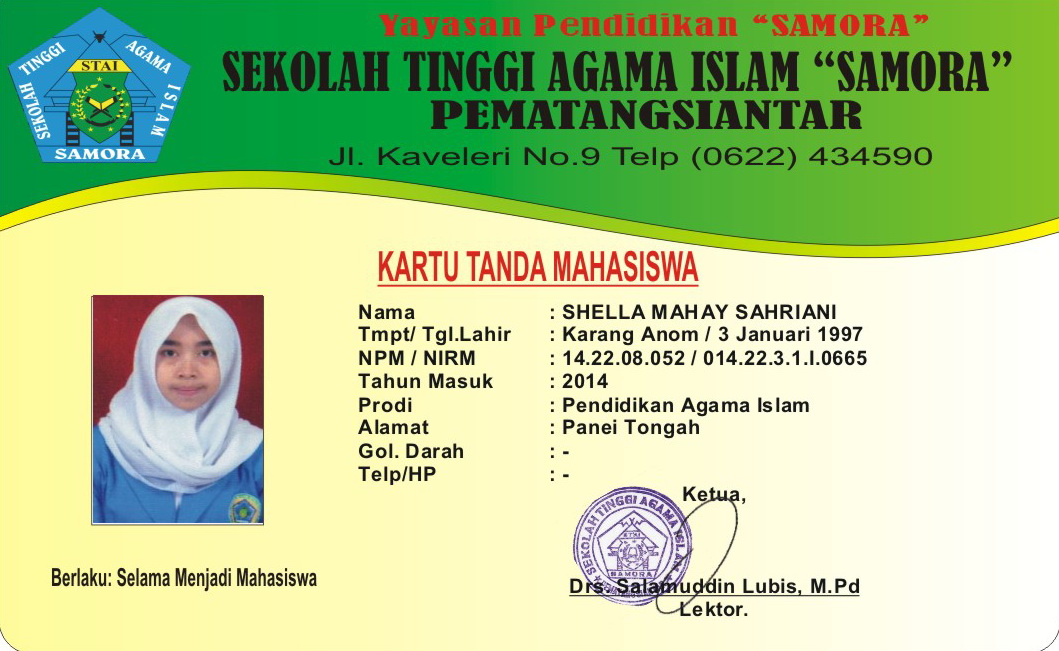 Yayasan Pendidikan “SAMORA”
SEKOLAH TINGGI AGAMA ISLAM “SAMORA”
PEMATANGSIANTAR
Jl. Kaveleri No.9 Telp (0622) 434590
SEKOLAH TINGGI AGAMA ISLAM
STAI
SAMORA
KARTU TANDA MAHASISWA
Nama : SHELLA MAHAY SAHRIANI
Tmpt/ Tgl.Lahir : Karang Anom / 3 Januari 1997
NPM / NIRM : 14.22.08.052 / 014.22.3.1.I.0665
Tahun Masuk : 2014
Prodi : Pendidikan Agama Islam
Alamat : Panei Tongah
Gol. Darah : -
Telp/HP : -
Ketua,
SEKOLAH TINGGI AGAMA ISLAM
STAI
SAMORA
Drs. Salamuddin Lubis, M.Pd
Lektor.
Berlaku: Selama Menjadi Mahasiswa